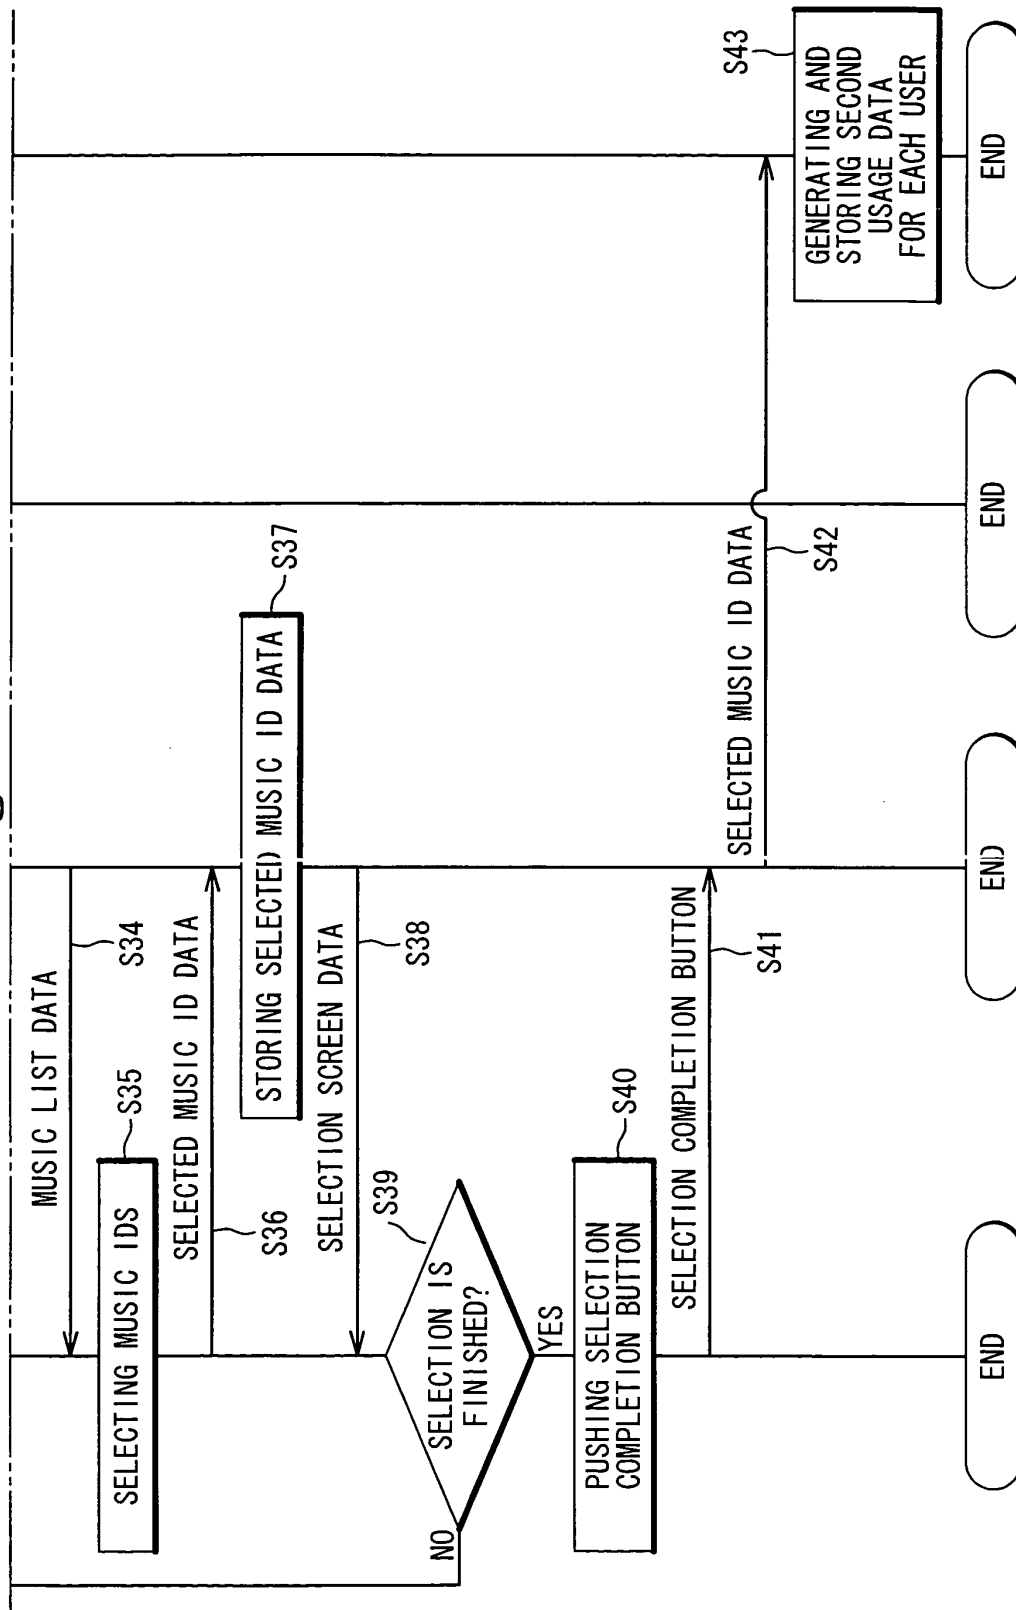 MUSIC LIST DATA
S34
SELECTING MUSIC IDS
S35
SELECTED MUSIC ID DATA
S36
STORING SELECTED MUSIC ID DATA
S37
SELECTION SCREEN DATA
S38
SELECTION IS
FINISHED?
S39
NO
YES
PUSHING SELECTION
COMPLETION BUTTON
S40
SELECTION COMPLETION BUTTON
S41
SELECTED MUSIC ID DATA
S42
GENERATING AND
STORING SECOND
USAGE DATA
FOR EACH USER
S43
END
END
END
END